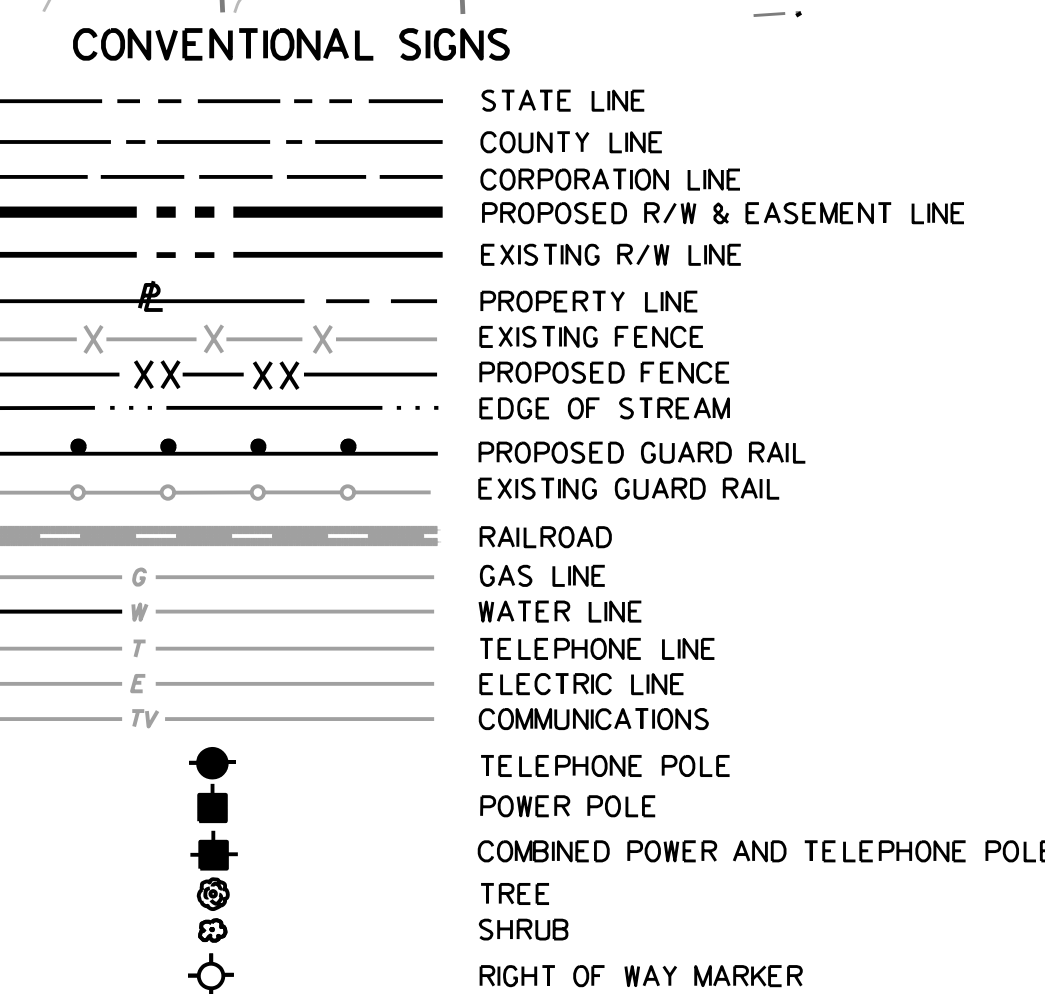 CONVENTIONAL SIGNS
STATE LINE
COUNTY LINE
CORPORATION LINE
PROPOSED R/W & EASEMENT LINE
EXISTING R/W LINE
PL PROPERTY LINE
X X X EXISTING FENCE
XX XX PROPOSED FENCE
EDGE OF STREAM
PROPOSED GUARD RAIL
EXISTING GUARD RAIL
RAILROAD
G GAS LINE
W WATER LINE
T TELEPHONE LINE
E ELECTRIC LINE
TV COMMUNICATIONS
TELEPHONE POLE
POWER POLE
COMBINED POWER AND TELEPHONE POLE
TREE
SHRUB
RIGHT OF WAY MARKER